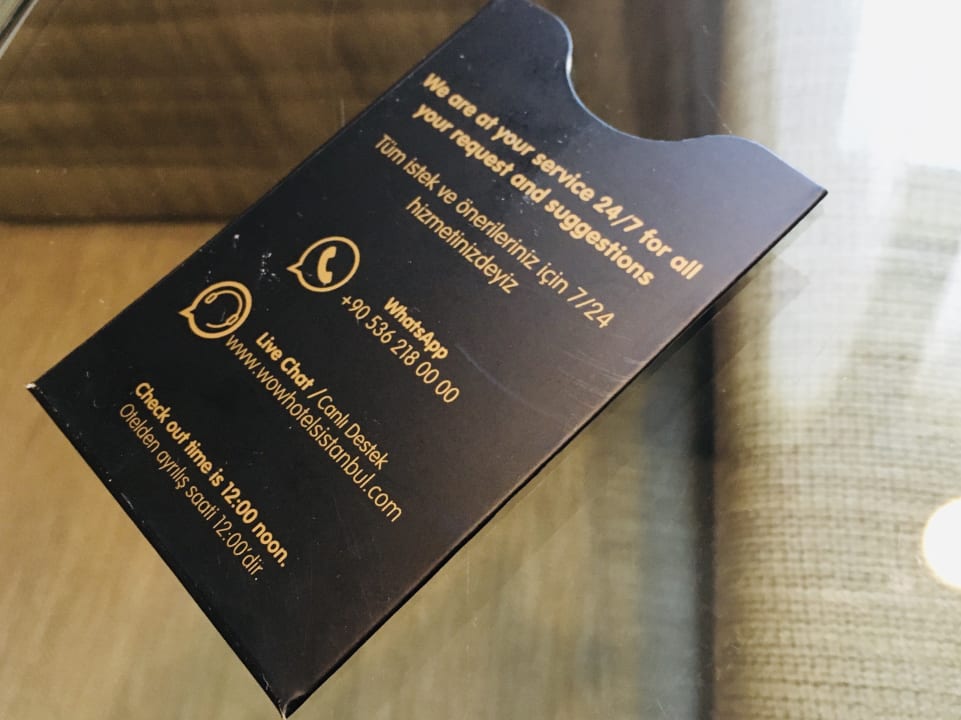 We are at your service 24/7 for all
your request and suggestions
Tüm istek ve önerileriniz için 7/24
hizmetinizdeyiz
WhatsApp
+90 536 218 00 00
Live Chat / Canlı Destek
www.wowhotelsistanbul.com
Check out time is 12:00 noon.
Otelden ayrılış saati 12:00'dir.